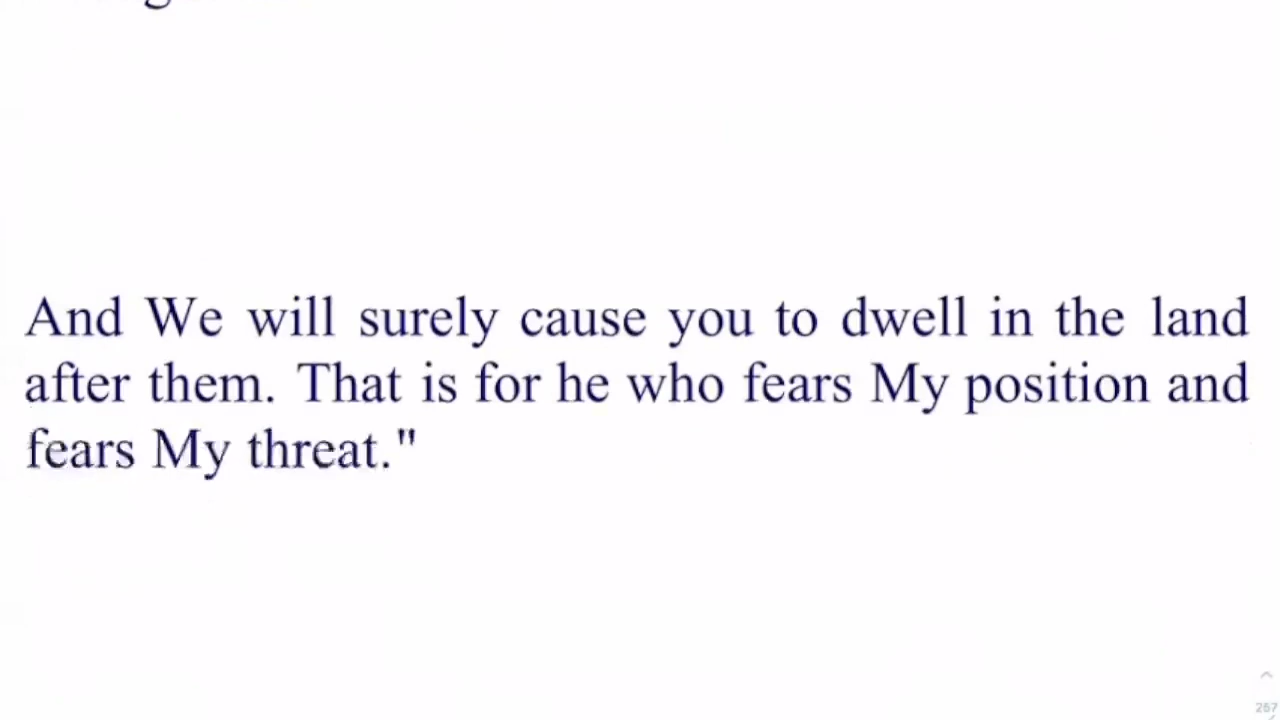 And We will surely cause you to dwell in the land
after them. That is for he who fears My position and
fears My threat."
267